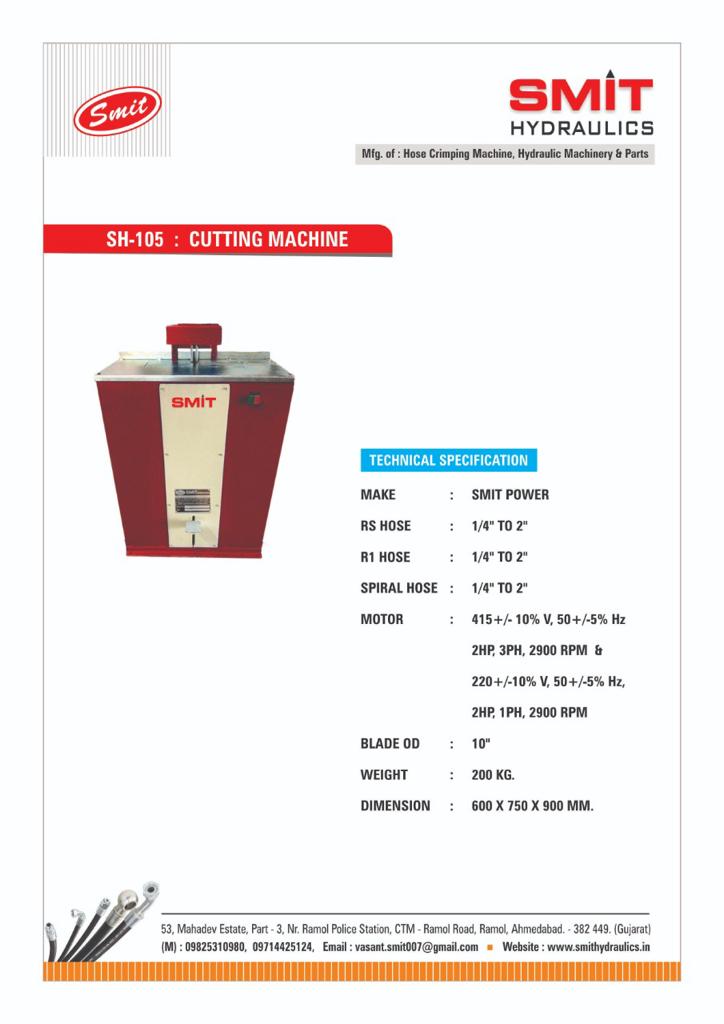 Smit
SMIT
HYDRAULICS
Mfg. of : Hose Crimping Machine, Hydraulic Machinery & Parts
SH-105 : CUTTING MACHINE
SMIT
TECHNICAL SPECIFICATION
MAKE : SMIT POWER
RS HOSE : 1/4" TO 2"
R1 HOSE : 1/4" TO 2"
SPIRAL HOSE : 1/4" TO 2"
MOTOR : 415+/- 10% V, 50+/-5% Hz
2HP, 3PH, 2900 RPM &
220+/-10% V, 50+/-5% Hz,
2HP, 1PH, 2900 RPM
BLADE OD : 10"
WEIGHT : 200 KG.
DIMENSION : 600 X 750 X 900 MM.
53, Mahadev Estate, Part - 3, Nr. Ramol Police Station, CTM - Ramol Road, Ramol, Ahmedabad. - 382 449. (Gujarat)
(M) : 09825310980, 09714425124, Email : vasant.smit007@gmail.com ■ Website : www.smithydraulics.in